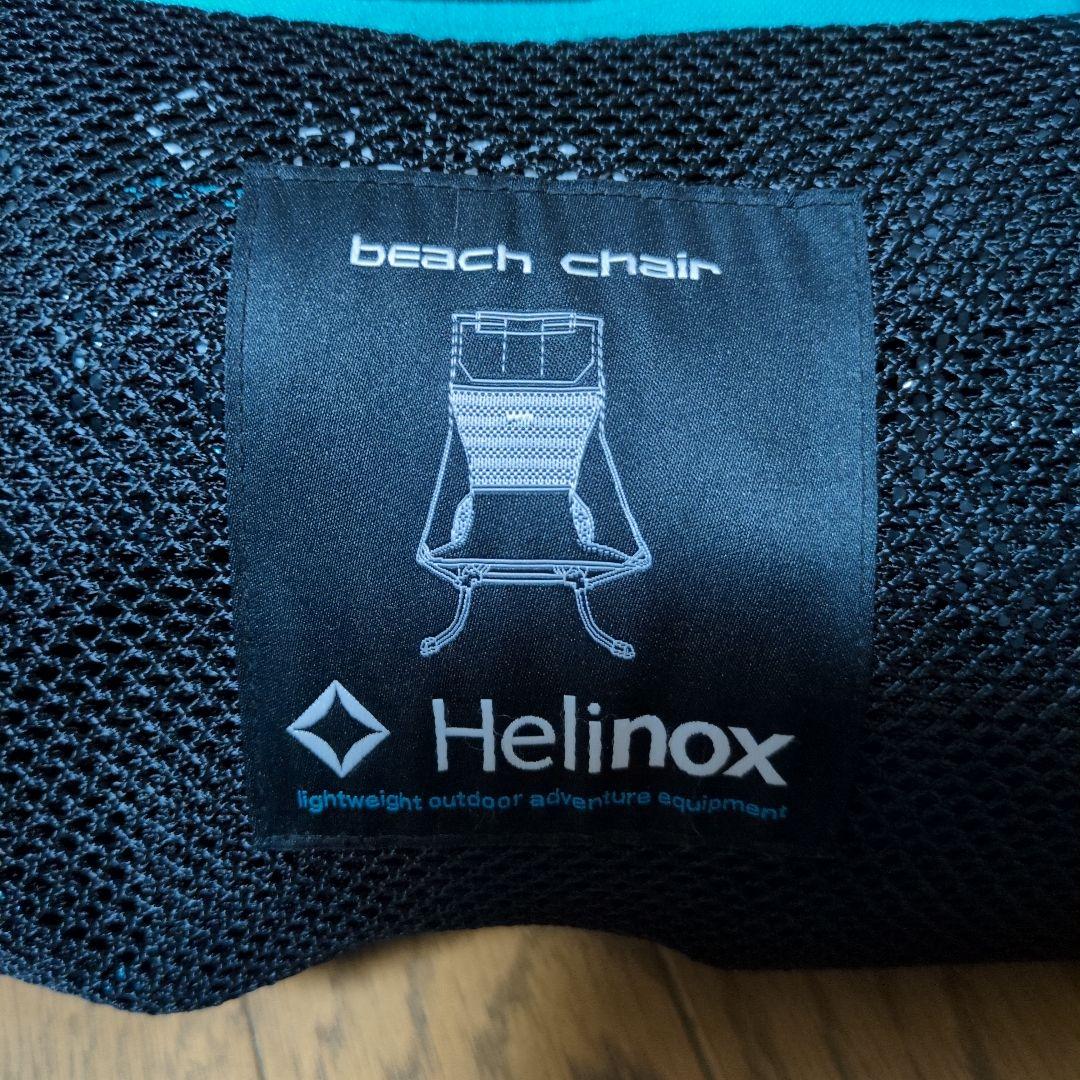 beach chair
Helinox
lightweight outdoor adventure equipment